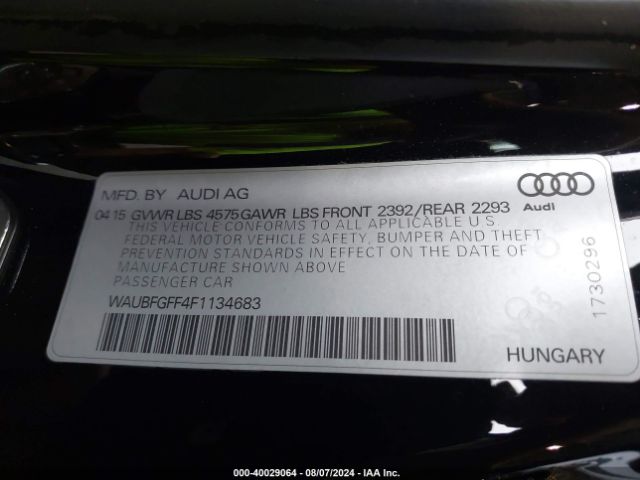 MFD. BY AUDI AG
04 15 GVWR LBS 4575 GAWR LBS FRONT 2392/REAR 2293
THIS VEHICLE CONFORMS TO ALL APPLICABLE U S
FEDERAL MOTOR VEHICLE SAFETY, BUMPER AND THEFT
PREVENTION STANDARDS IN EFFECT ON THE DATE OF
MANUFACTURE SHOWN ABOVE
PASSENGER CAR
WAUBFGFF4F1134683
Audi
1730296
HUNGARY
000-40029064 - 08/07/2024 - IAA Inc.